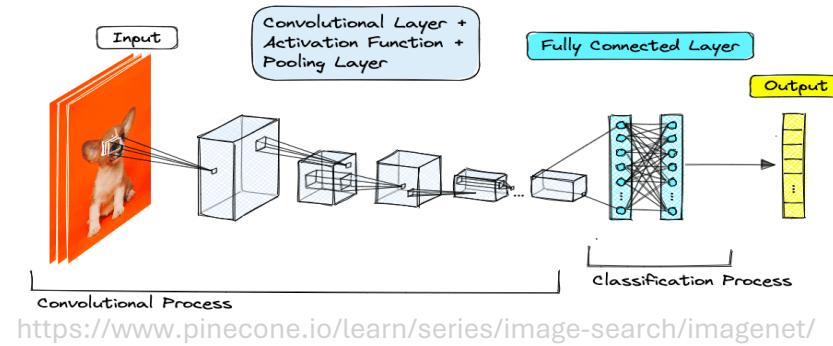 Input
Convolutional Layer +
Activation Function +
Pooling Layer
Fully Connected Layer
Output
...
Convolutional Process
Classification Process
https://www.pinecone.io/learn/series/image-search/imagenet/